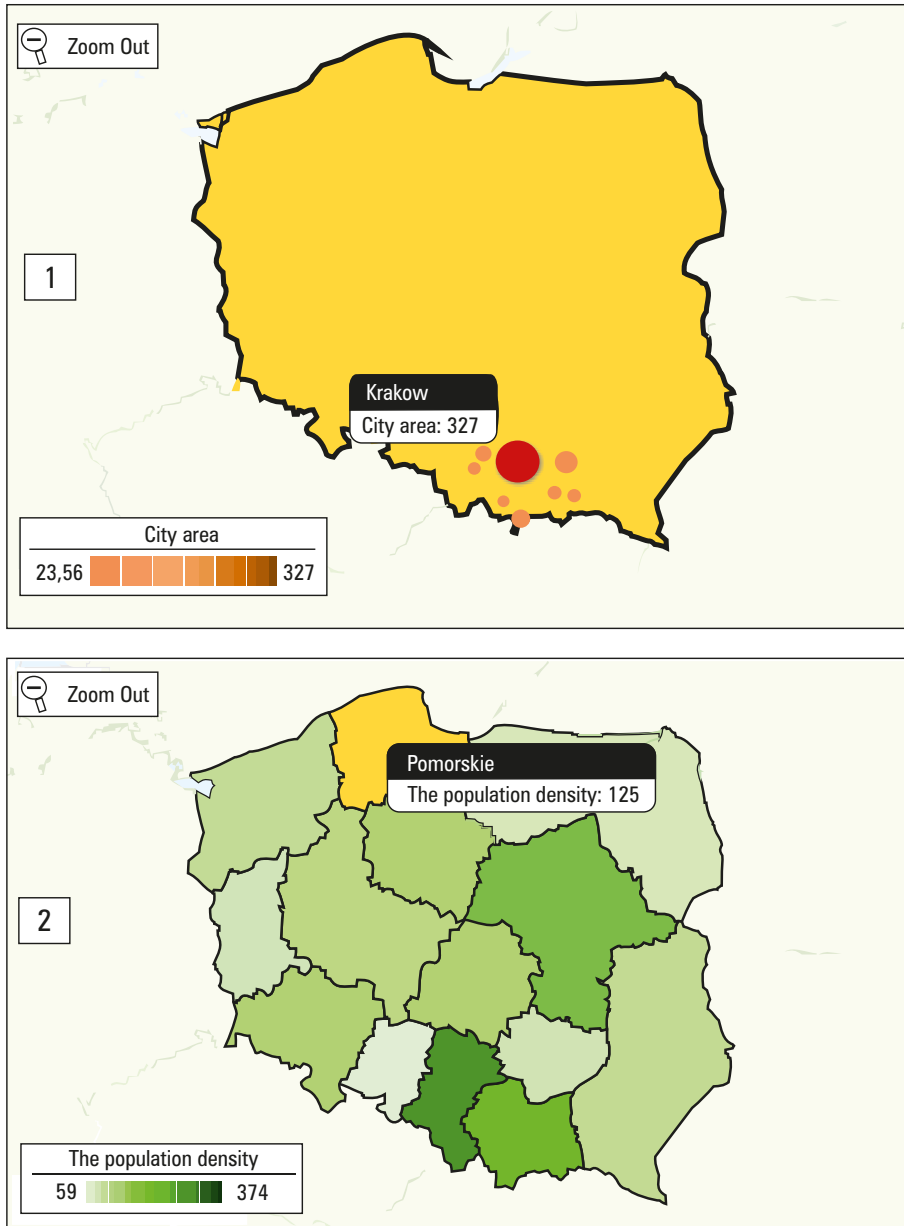 Zoom Out
1
Krakow
City area: 327
City area
23,56 327
Zoom Out
Pomorskie
The population density: 125
2
The population density
59 374